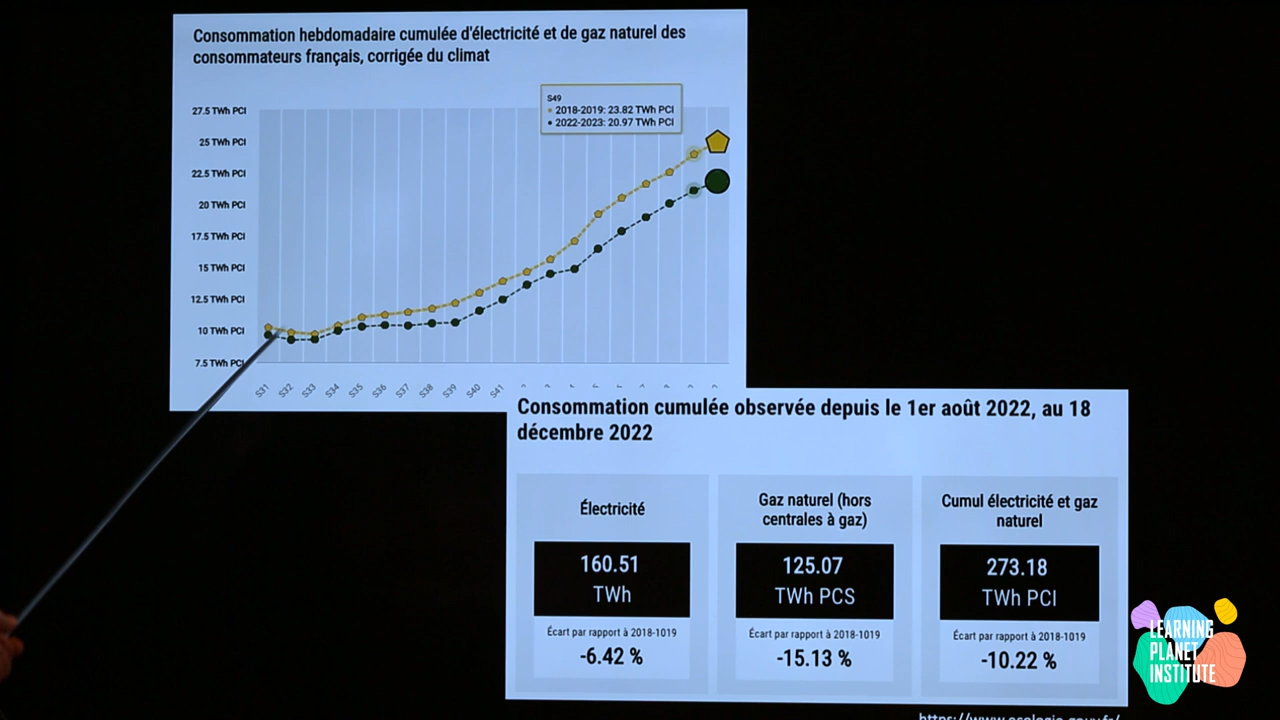 Consommation hebdomadaire cumulée d'électricité et de gaz naturel des
consommateurs français, corrigée du climat
S49
2018-2019: 23.82 TWh PCI
2022-2023: 20.97 TWh PCI
27.5 TWh PCI
25 TWh PCI
22.5 TWh PCI
20 TWh PCI
17.5 TWh PCI
15 TWh PCI
12.5 TWh PCI
10 TWh PCI
7.5 TWh PCI
S31 S32 S33 S34 S35 S36 S37 S38 S39 S40 S41
Consommation cumulée observée depuis le 1er août 2022, au 18
décembre 2022
Électricité
160.51
TWh
Écart par rapport à 2018-1019
-6.42 %
Gaz naturel (hors
centrales à gaz)
125.07
TWh PCS
Écart par rapport à 2018-1019
-15.13 %
Cumul électricité et gaz
naturel
273.18
TWh PCI
Écart par rapport à 2018-1019
-10.22 %
LEARNING
PLANET
INSTITUTE
https://www.ecologie.gouv.fr/